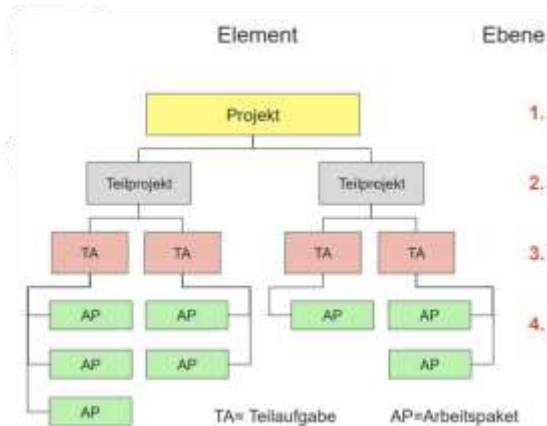 Element Ebene
Projekt 1.
Teilprojekt Teilprojekt 2.
TA TA TA TA 3.
AP AP AP AP 4.
AP AP AP
AP
TA= Teilaufgabe AP=Arbeitspaket